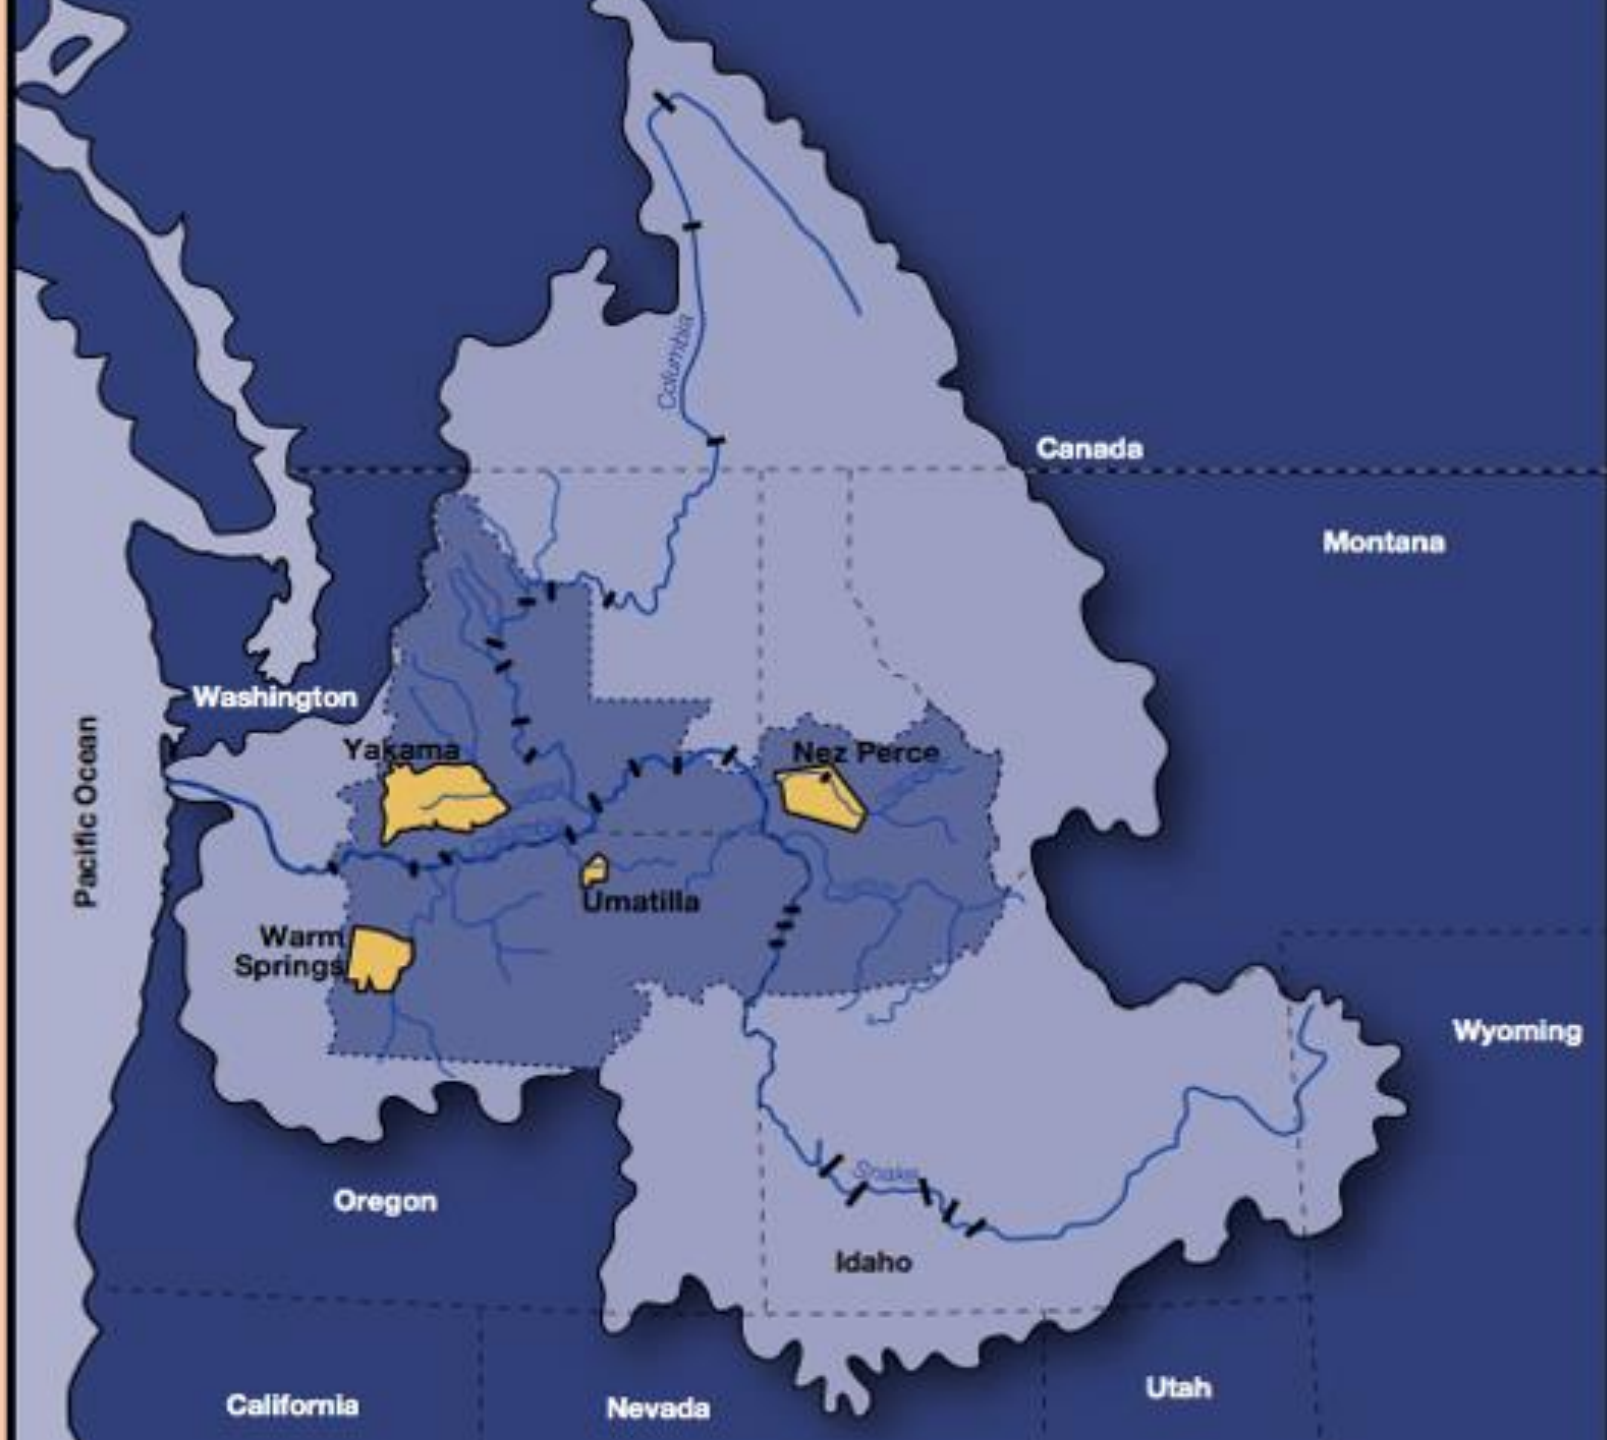 Columbia
Canada
Montana
Washington
Yakama
Nez Perce
Pacific Ocean
Umatilla
Warm
Springs
Wyoming
Snake
Oregon
Idaho
Utah
California
Nevada